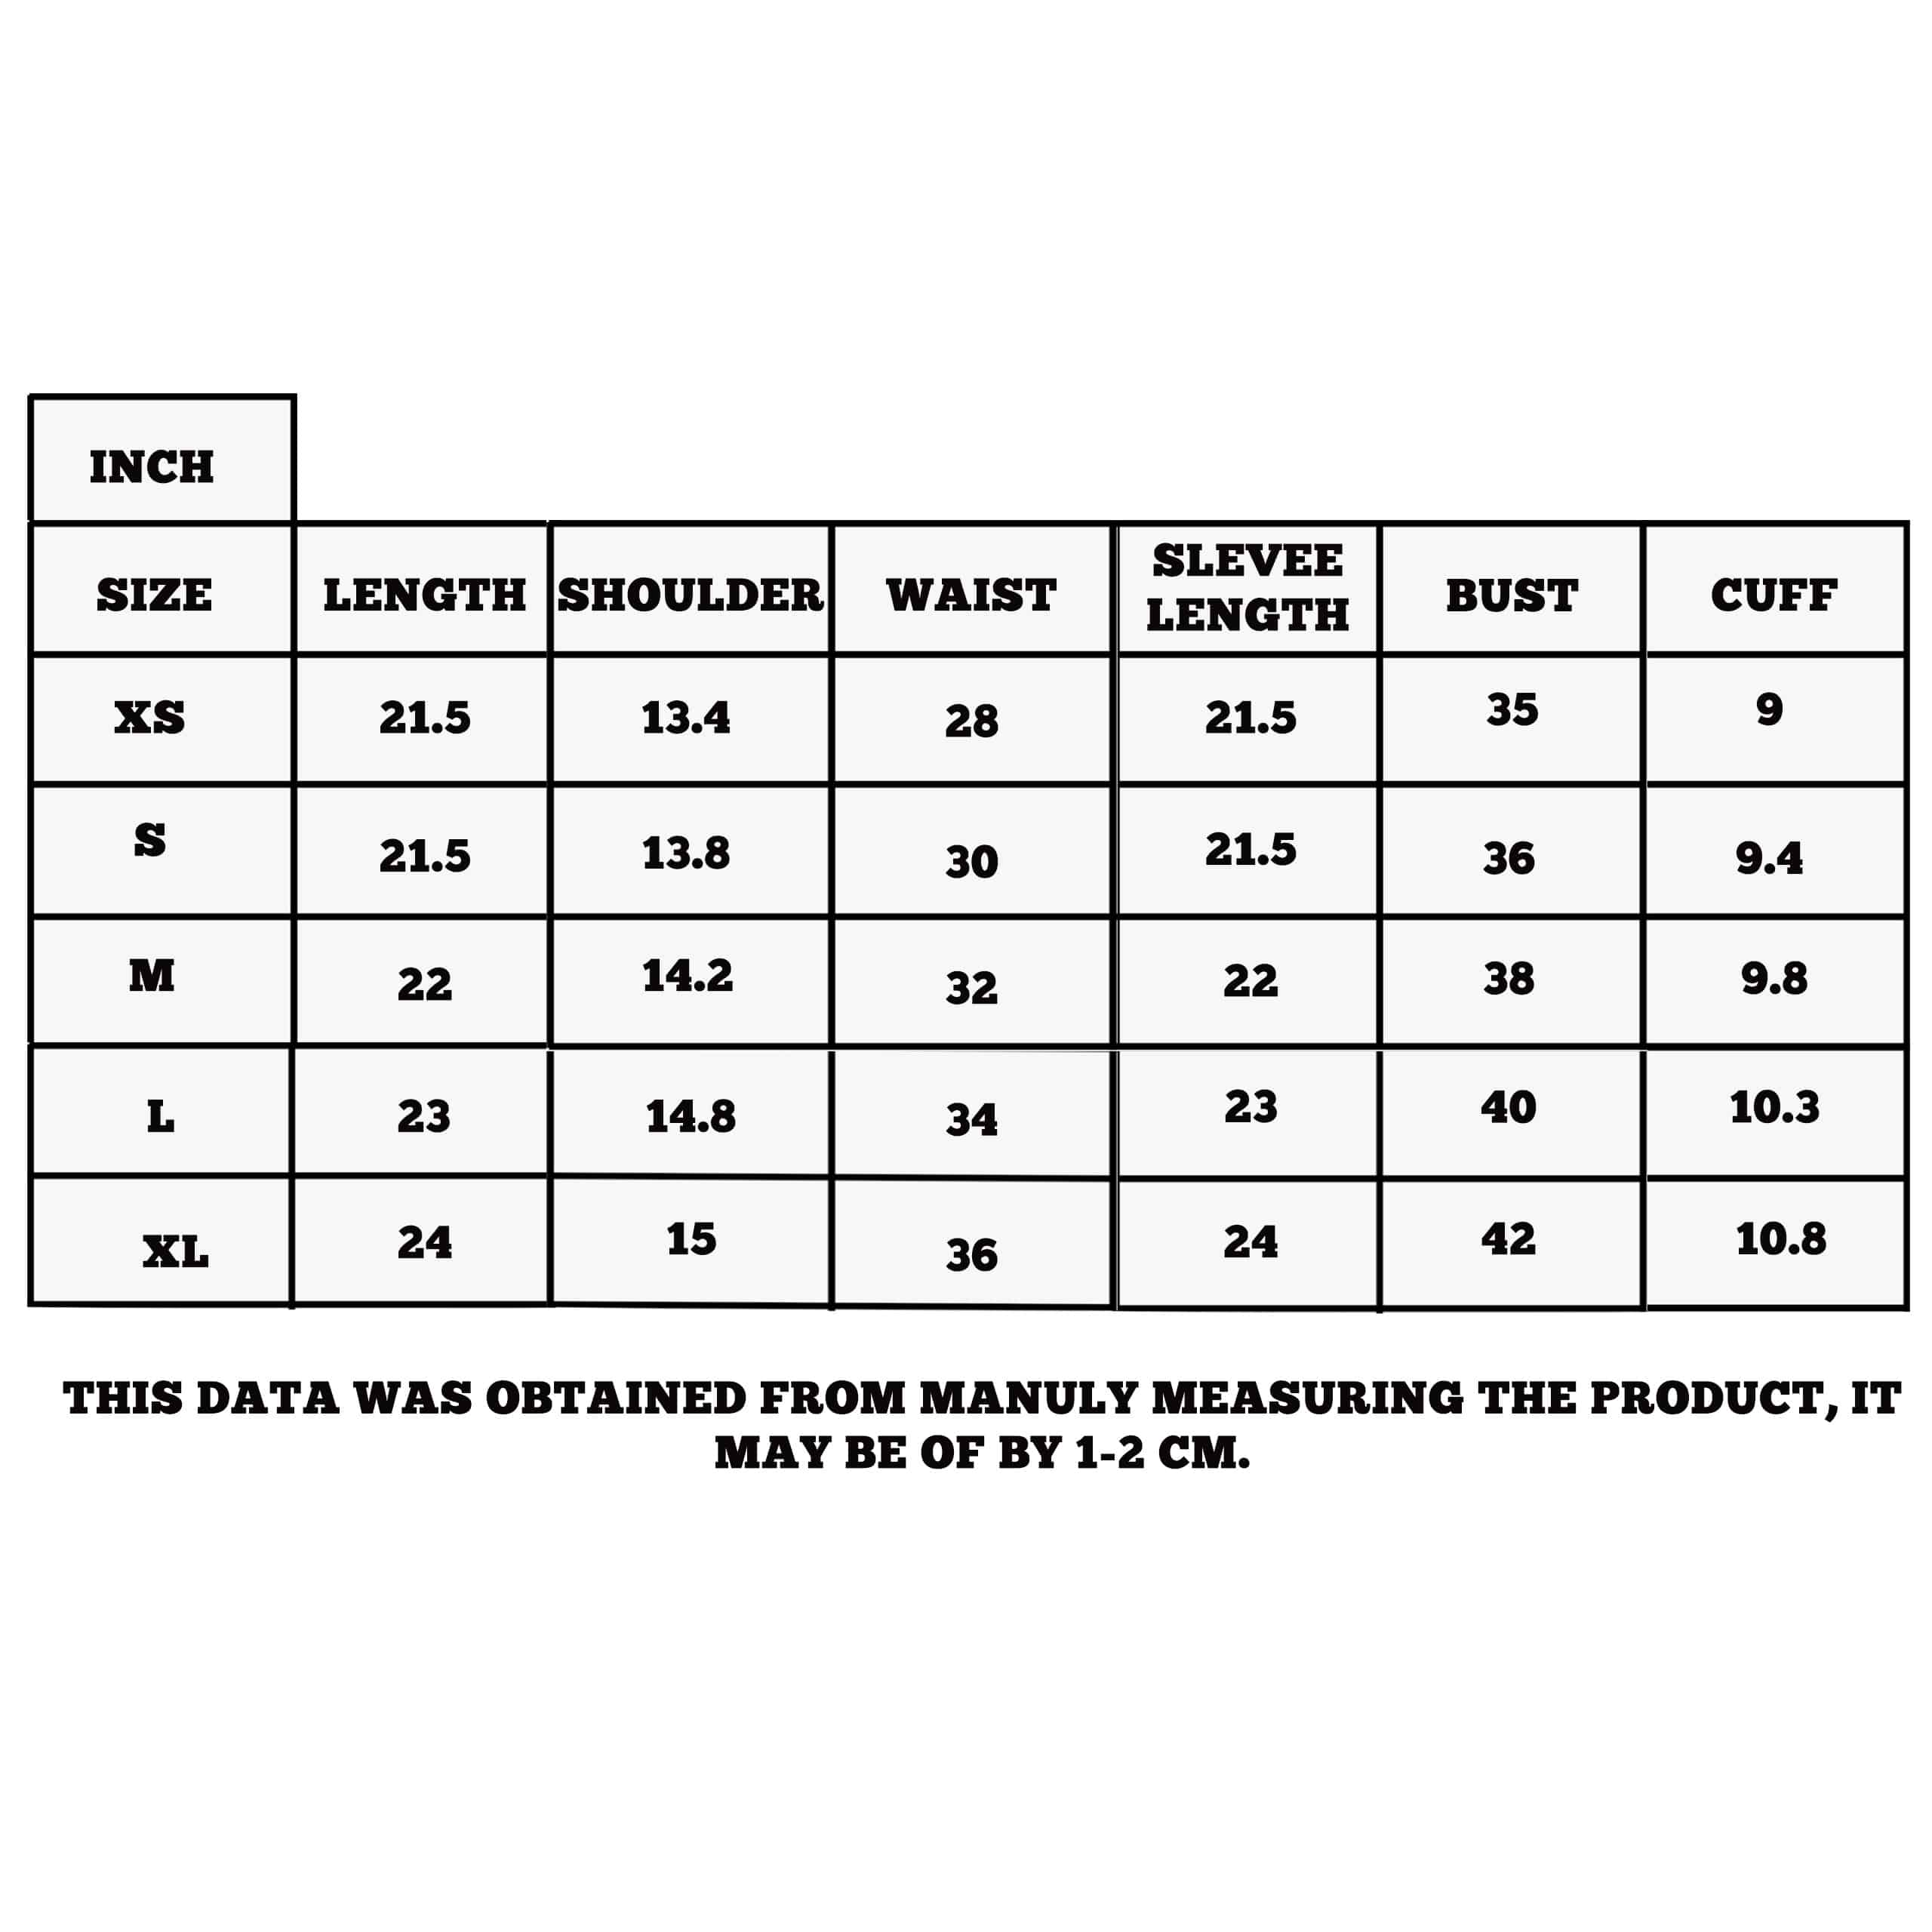 INCH
SIZE LENGTH SHOULDER WAIST SLEVEE LENGTH BUST CUFF
XS 21.5 13.4 28 21.5 35 9
S 21.5 13.8 30 21.5 36 9.4
M 22 14.2 32 22 38 9.8
L 23 14.8 34 23 40 10.3
XL 24 15 36 24 42 10.8
THIS DATA WAS OBTAINED FROM MANULY MEASURING THE PRODUCT, IT
MAY BE OF BY 1-2 CM.